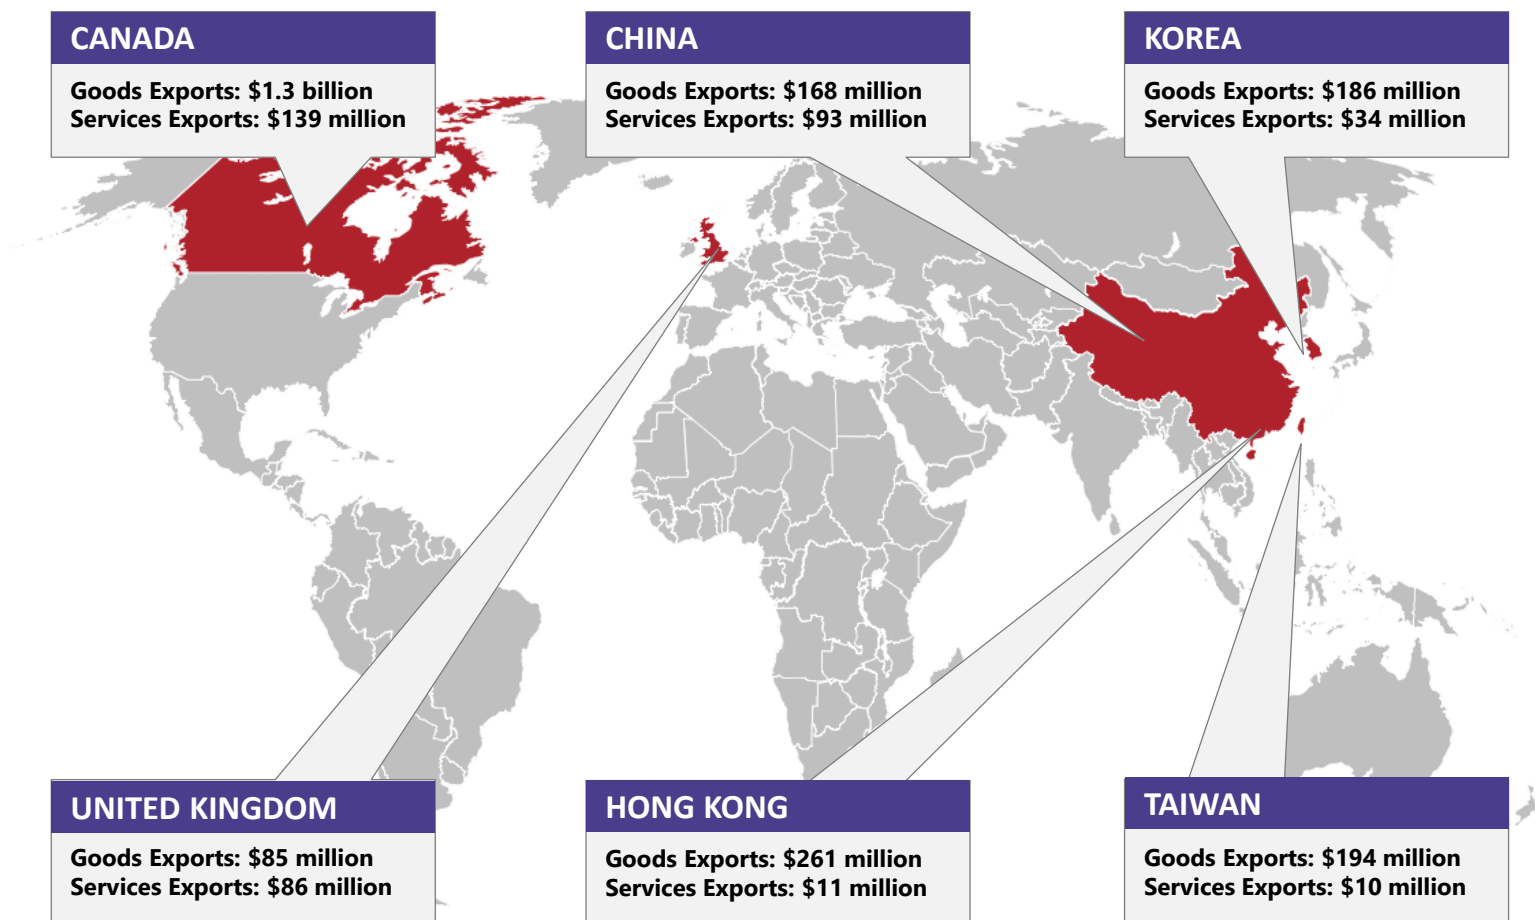 CANADA
Goods Exports: $1.3 billion
Services Exports: $139 million
CHINA
Goods Exports: $168 million
Services Exports: $93 million
KOREA
Goods Exports: $186 million
Services Exports: $34 million
UNITED KINGDOM
Goods Exports: $85 million
Services Exports: $86 million
HONG KONG
Goods Exports: $261 million
Services Exports: $11 million
TAIWAN
Goods Exports: $194 million
Services Exports: $10 million